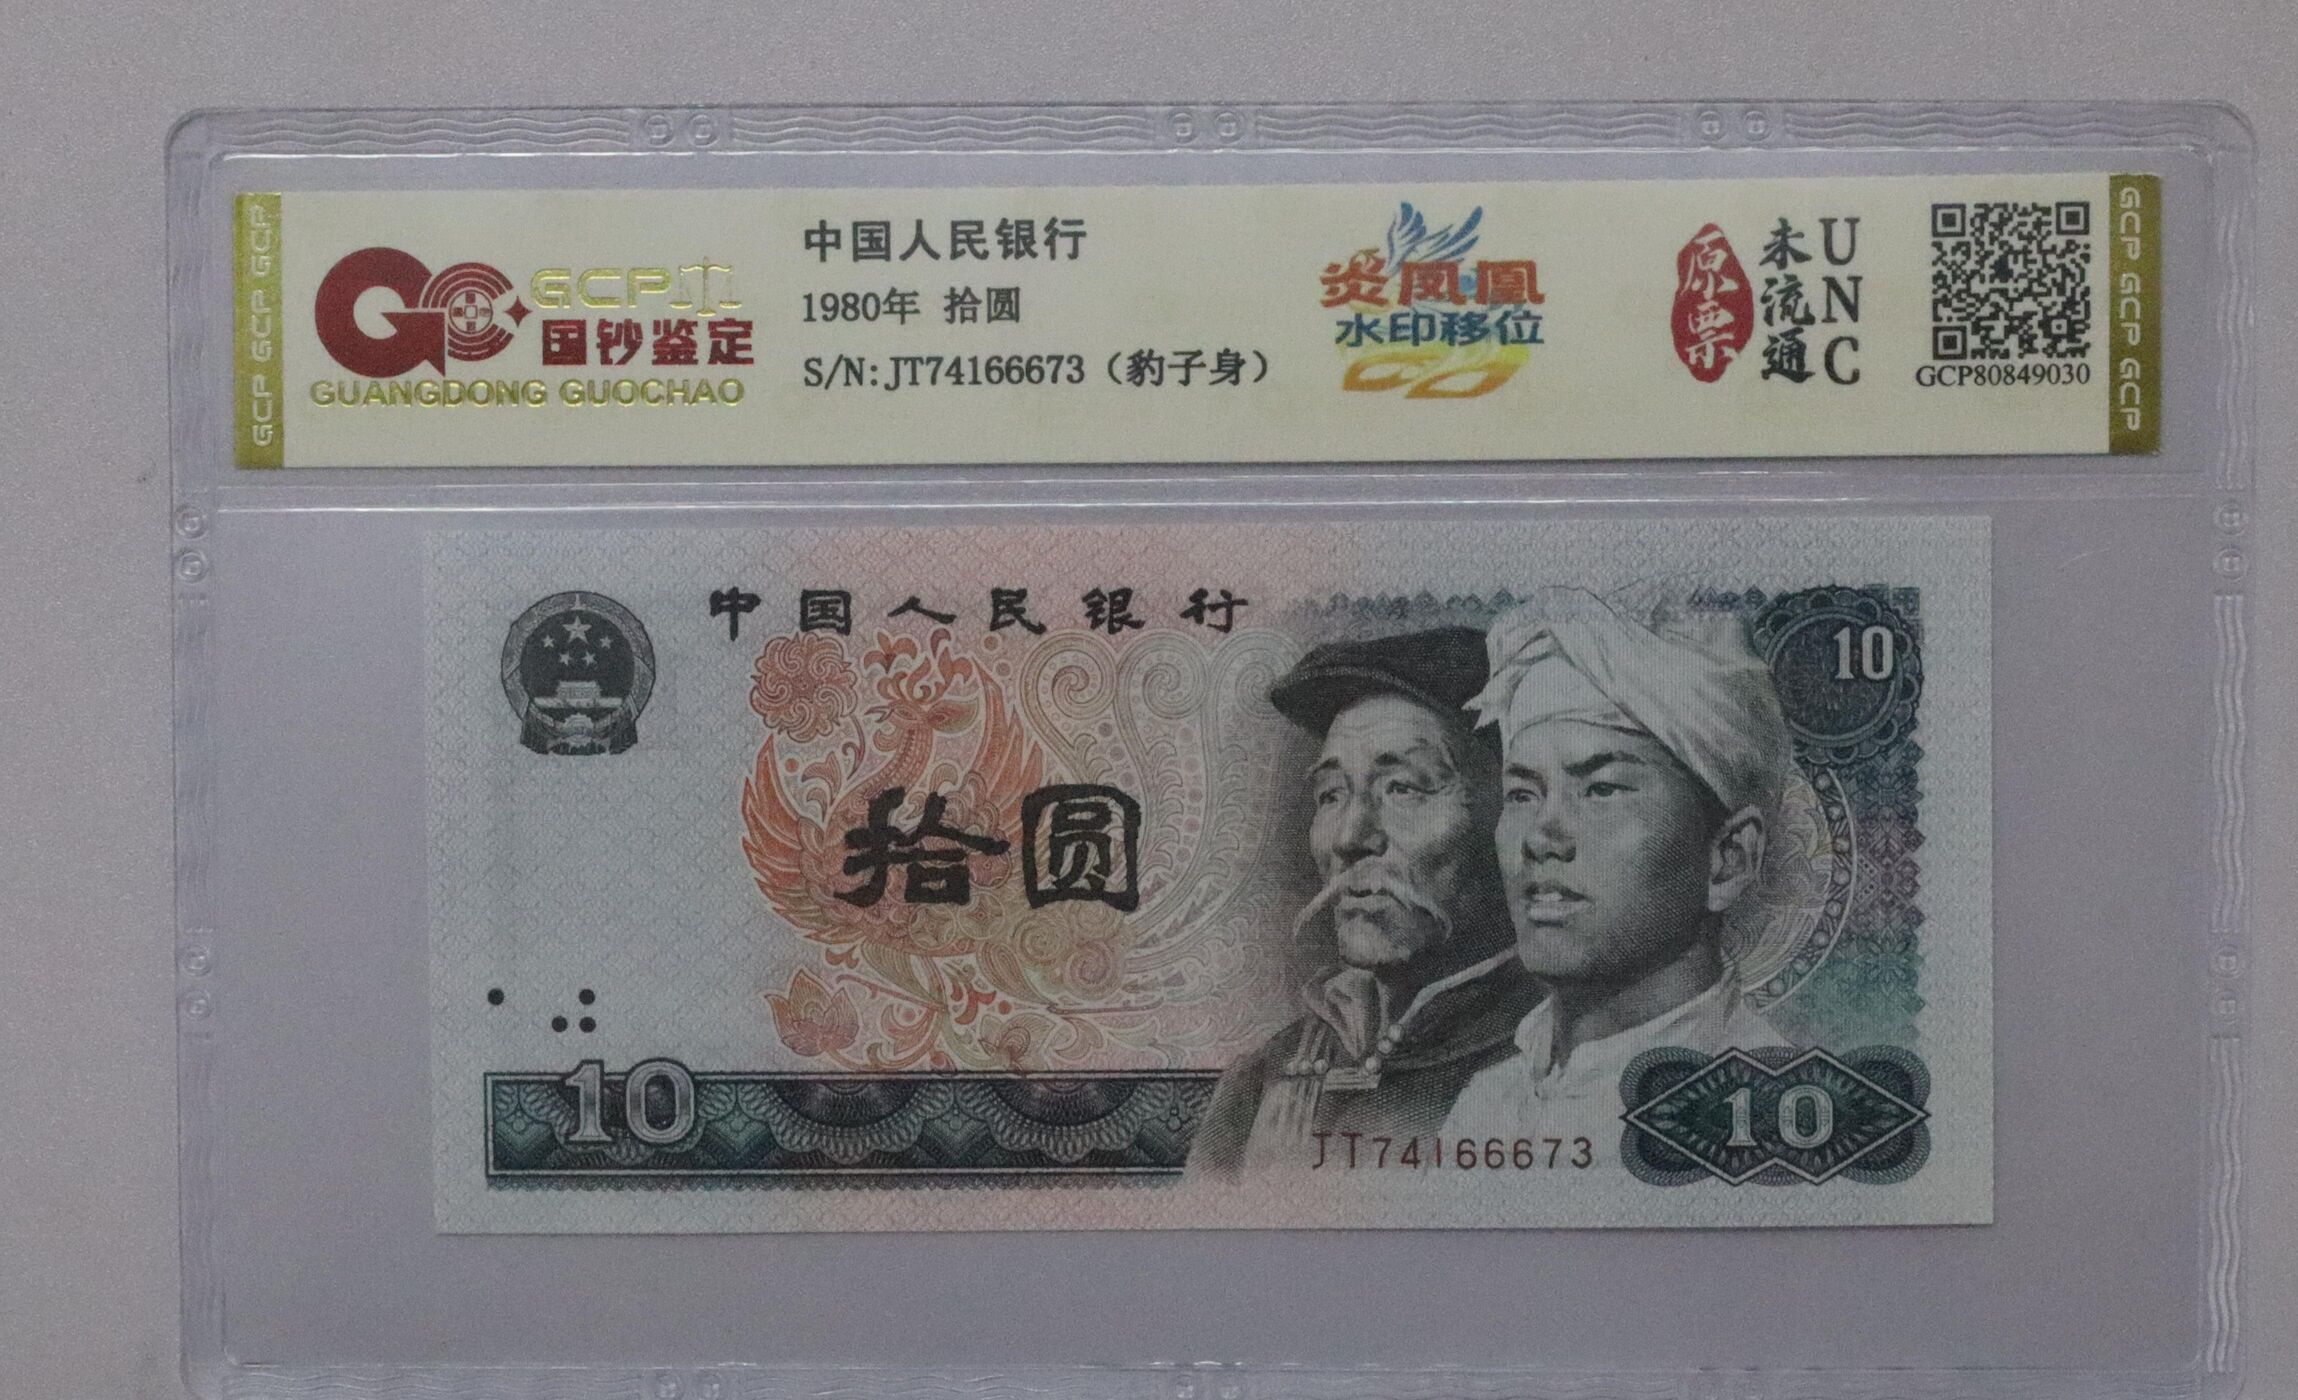 GCP GCP GCP
GCP
国钞鉴定
GUANGDONG GUOCHAO
中国人民银行
1980年 拾圆
S/N: JT74166673（豹子身）
炎凤凰
水印移位
原票
未流通
UNC
GCP80849030
GCP GCP GCP
中国人民银行
10
拾圆
10
JT74166673
10